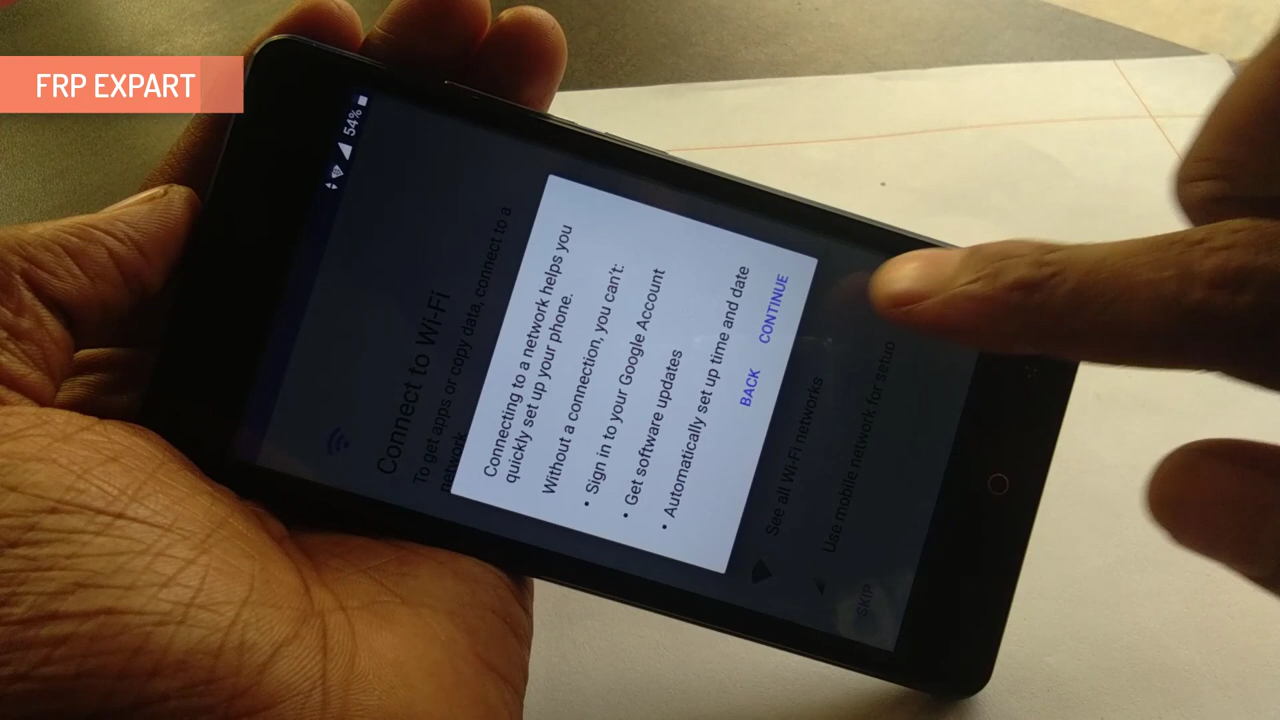 FRP EXPART
54%
Connect to Wi-Fi
To get apps or copy data, connect to a
network
Connecting to a network helps you
quickly set up your phone.
Without a connection, you can't:
• Sign in to your Google Account
• Get software updates
• Automatically set up time and date
BACK CONTINUE
See all Wi-Fi networks
Use mobile network for setup
SKIP